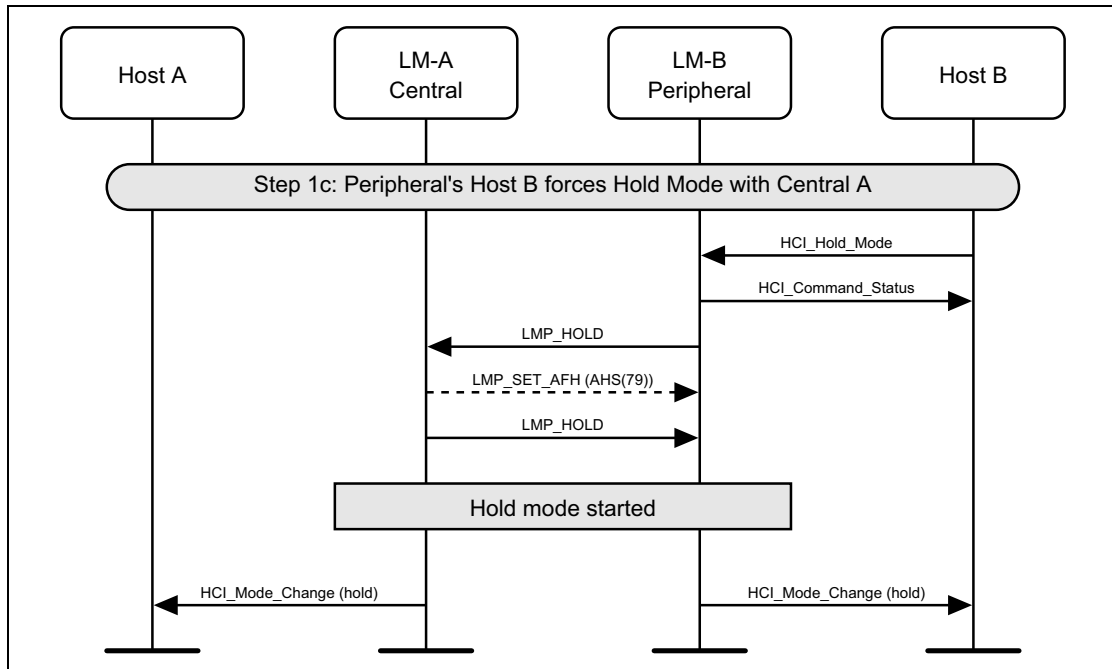 Host A
LM-A
Central
LM-B
Peripheral
Host B
Step 1c: Peripheral's Host B forces Hold Mode with Central A
HCI_Hold_Mode
HCI_Command_Status
LMP_HOLD
LMP_SET_AFH (AHS(79))
LMP_HOLD
Hold mode started
HCI_Mode_Change (hold)
HCI_Mode_Change (hold)